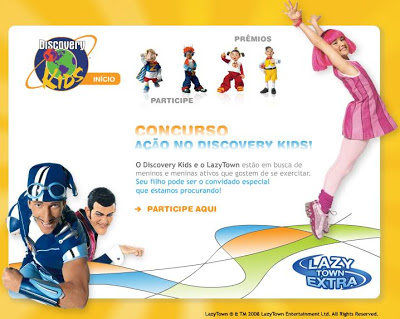 Discovery
KIDS
INÍCIO
PRÊMIOS
PARTICIPE
CONCURSO
AÇÃO NO DISCOVERY KIDS!
O Discovery Kids e o LazyTown estão em busca de
meninos e meninas ativos que gostem de se exercitar.
Seu filho pode ser o convidado especial
que estamos procurando!
PARTICIPE AQUI
LAZY
TOWN
EXTRA
LazyTown ® & TM 2008 LazyTown Entertainment Ltd, All Rights Reserved.